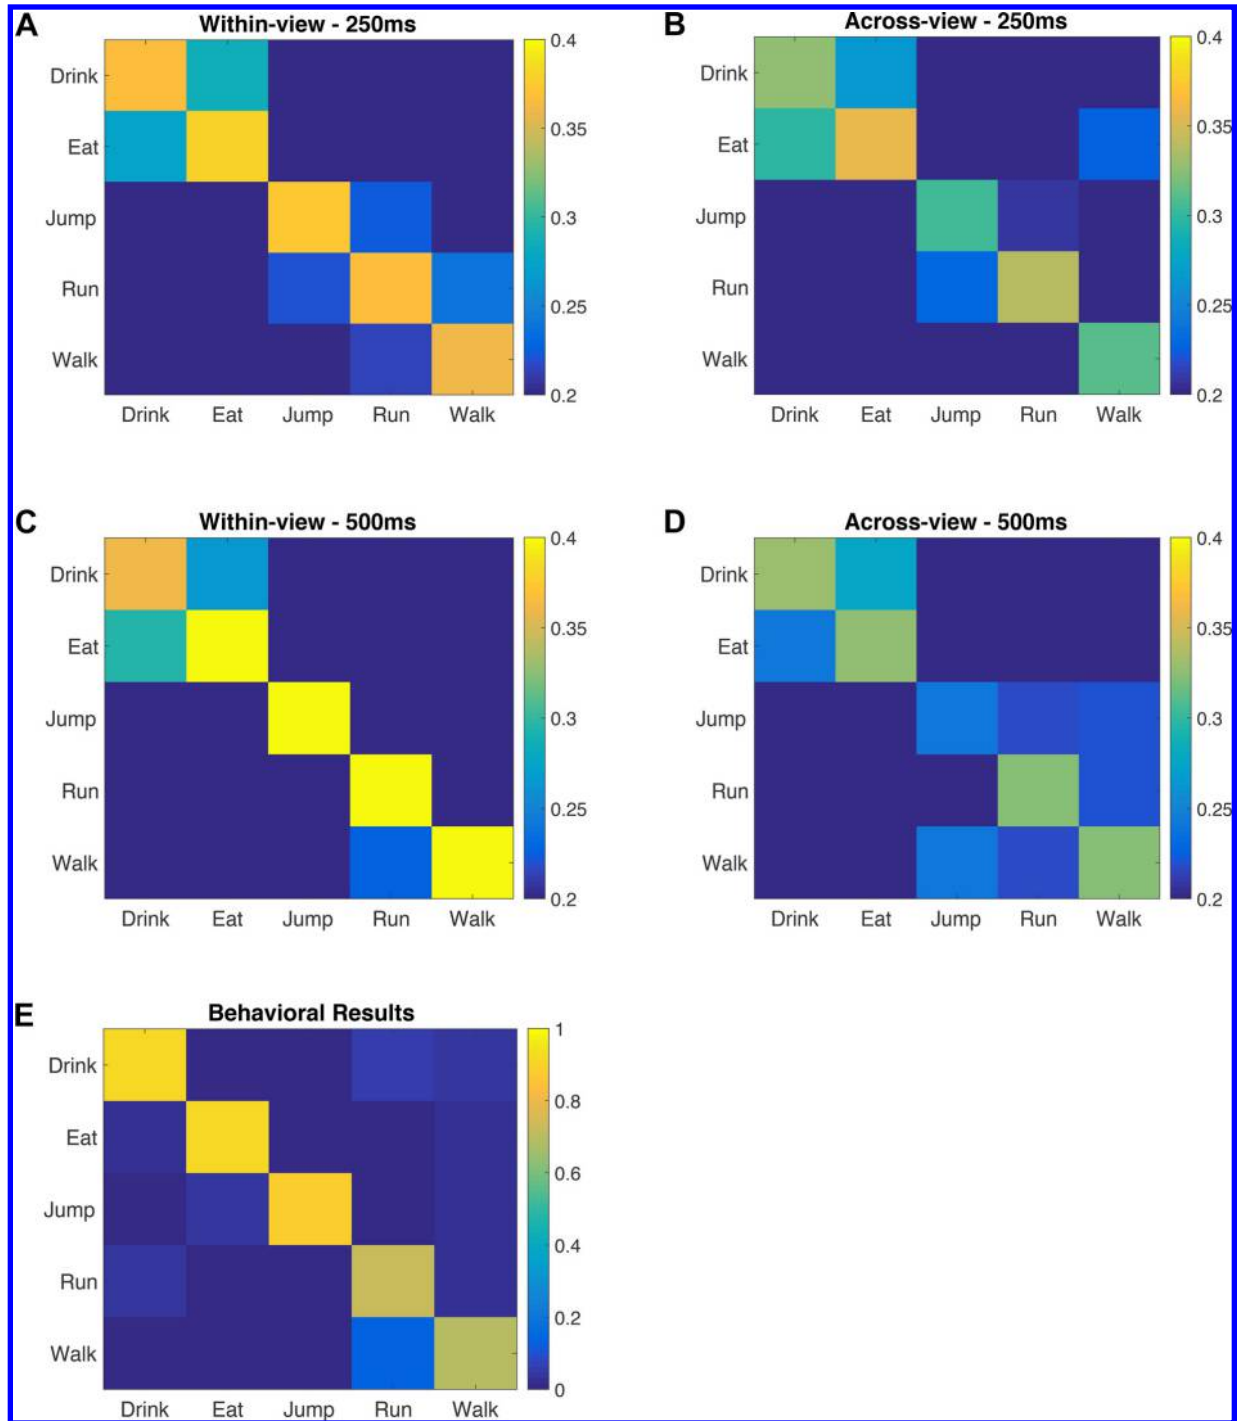 A
Within-view - 250ms
Drink
Eat
Jump
Run
Walk
Drink Eat Jump Run Walk
0.4
0.35
0.3
0.25
0.2
B
Across-view - 250ms
Drink
Eat
Jump
Run
Walk
Drink Eat Jump Run Walk
0.4
0.35
0.3
0.25
0.2
C
Within-view - 500ms
Drink
Eat
Jump
Run
Walk
Drink Eat Jump Run Walk
0.4
0.35
0.3
0.25
0.2
D
Across-view - 500ms
Drink
Eat
Jump
Run
Walk
Drink Eat Jump Run Walk
0.4
0.35
0.3
0.25
0.2
E
Behavioral Results
Drink
Eat
Jump
Run
Walk
Drink Eat Jump Run Walk
1
0.8
0.6
0.4
0.2
0